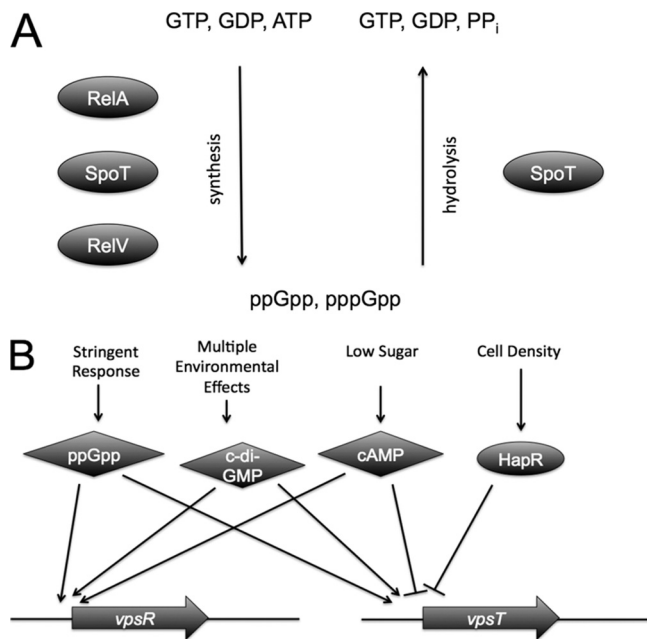 A
GTP, GDP, ATP
GTP, GDP, PPi
RelA
SpoT
RelV
synthesis
hydrolysis
SpoT
ppGpp, pppGpp
B
Stringent
Response
Multiple
Environmental
Effects
Low Sugar
Cell Density
ppGpp
c-di-
GMP
cAMP
HapR
vpsR
vpsT